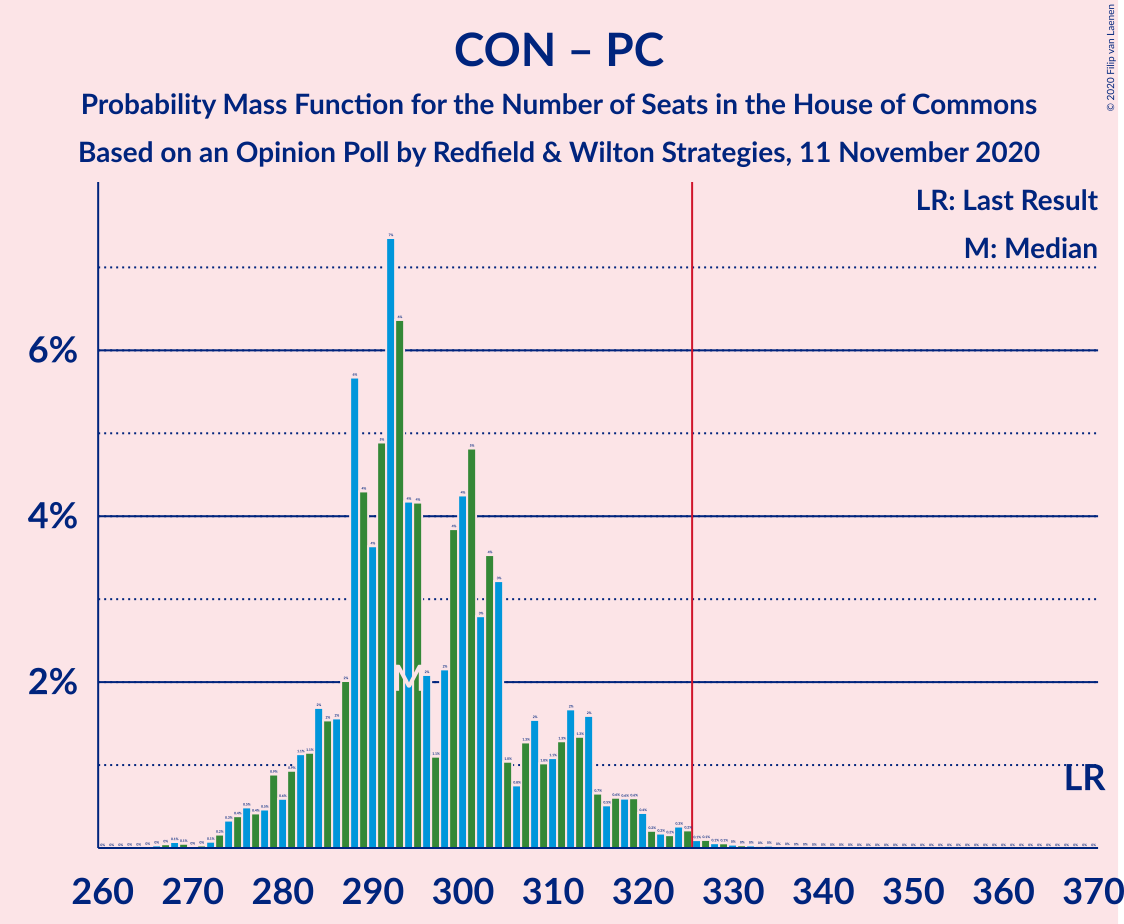 CON – PC
Probability Mass Function for the Number of Seats in the House of Commons
Based on an Opinion Poll by Redfield & Wilton Strategies, 11 November 2020
© 2020 Filip van Laenen
LR: Last Result
M: Median
6%
4%
2%
M
LR
260 270 280 290 300 310 320 330 340 350 360 370